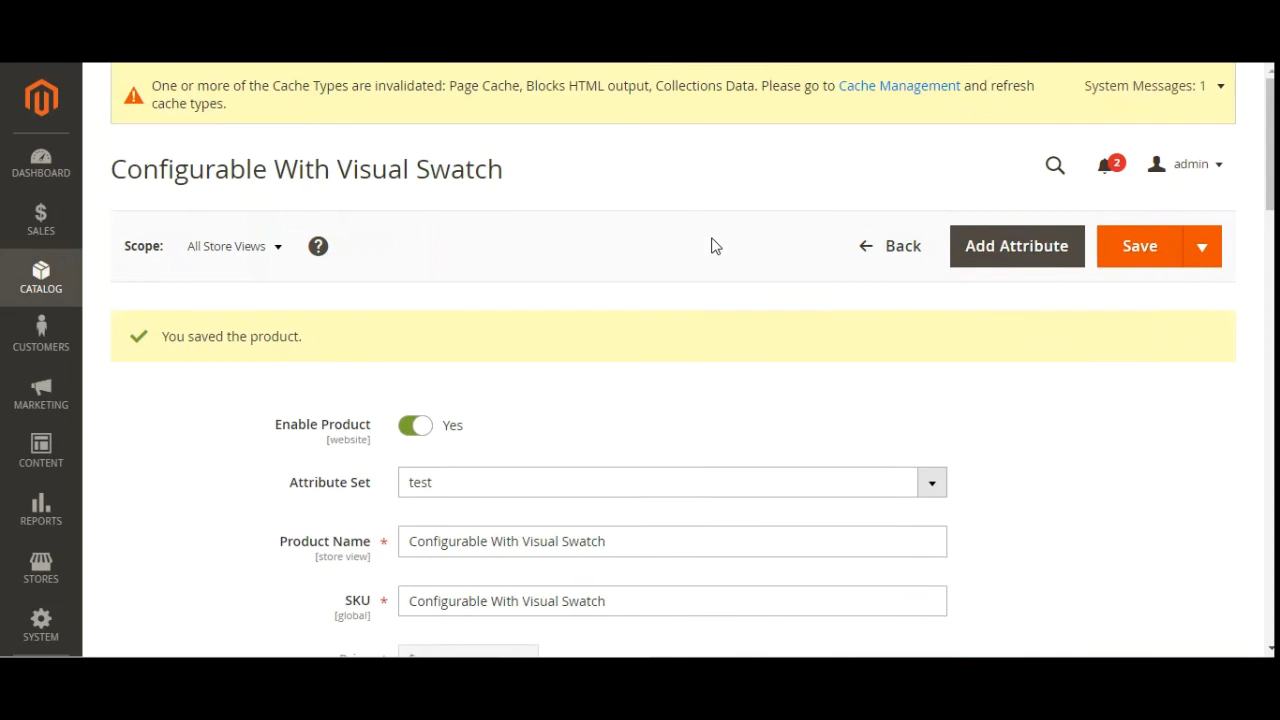 One or more of the Cache Types are invalidated: Page Cache, Blocks HTML output, Collections Data. Please go to Cache Management and refresh
cache types.
System Messages: 1
Configurable With Visual Swatch
2
admin
DASHBOARD
SALES
CATALOG
CUSTOMERS
MARKETING
CONTENT
REPORTS
STORES
SYSTEM
Scope: All Store Views ?
Back
Add Attribute
Save
You saved the product.
Enable Product
[website]
Yes
Attribute Set
test
Product Name *
[store view]
Configurable With Visual Swatch
SKU *
[global]
Configurable With Visual Swatch